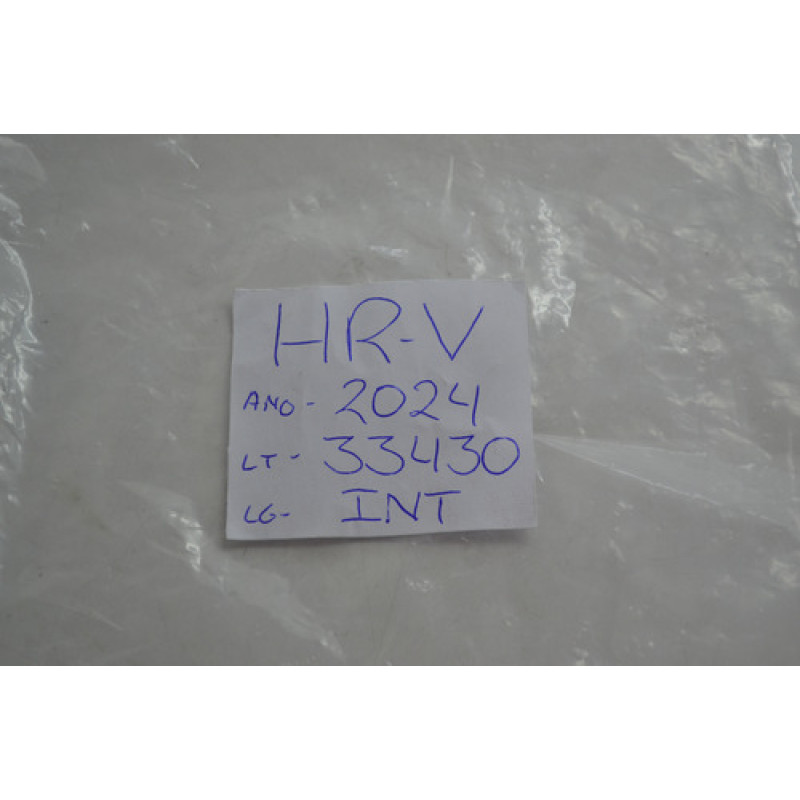 HR-V
ANO - 2024
LT - 33430
LG- INT